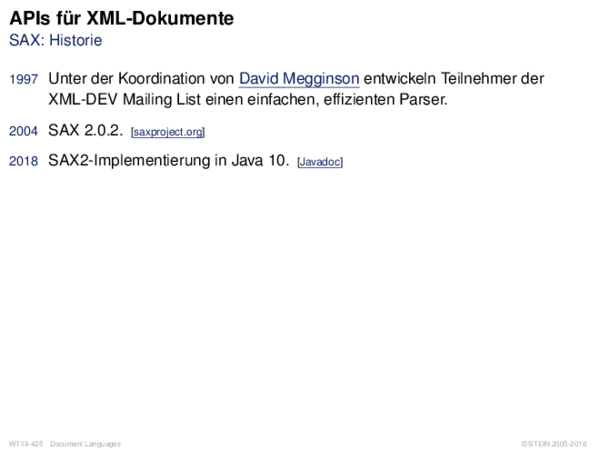 APIs für XML-Dokumente
SAX: Historie
1997 Unter der Koordination von David Megginson entwickeln Teilnehmer der
XML-DEV Mailing List einen einfachen, effizienten Parser.
2004 SAX 2.0.2. [saxproject.org]
2018 SAX2-Implementierung in Java 10. [Javadoc]
WT:III-425 Document Languages © STEIN 2005-2018